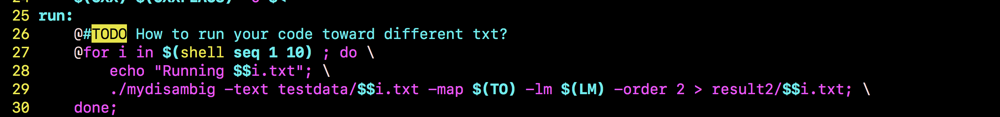 25 run:
26 @#TODO How to run your code toward different txt?
27 @for i in $(shell seq 1 10) ; do \
28 echo "Running $$i.txt"; \
29 ./mydisambig -text testdata/$$i.txt -map $(TO) -lm $(LM) -order 2 > result2/$$i.txt; \
30 done;